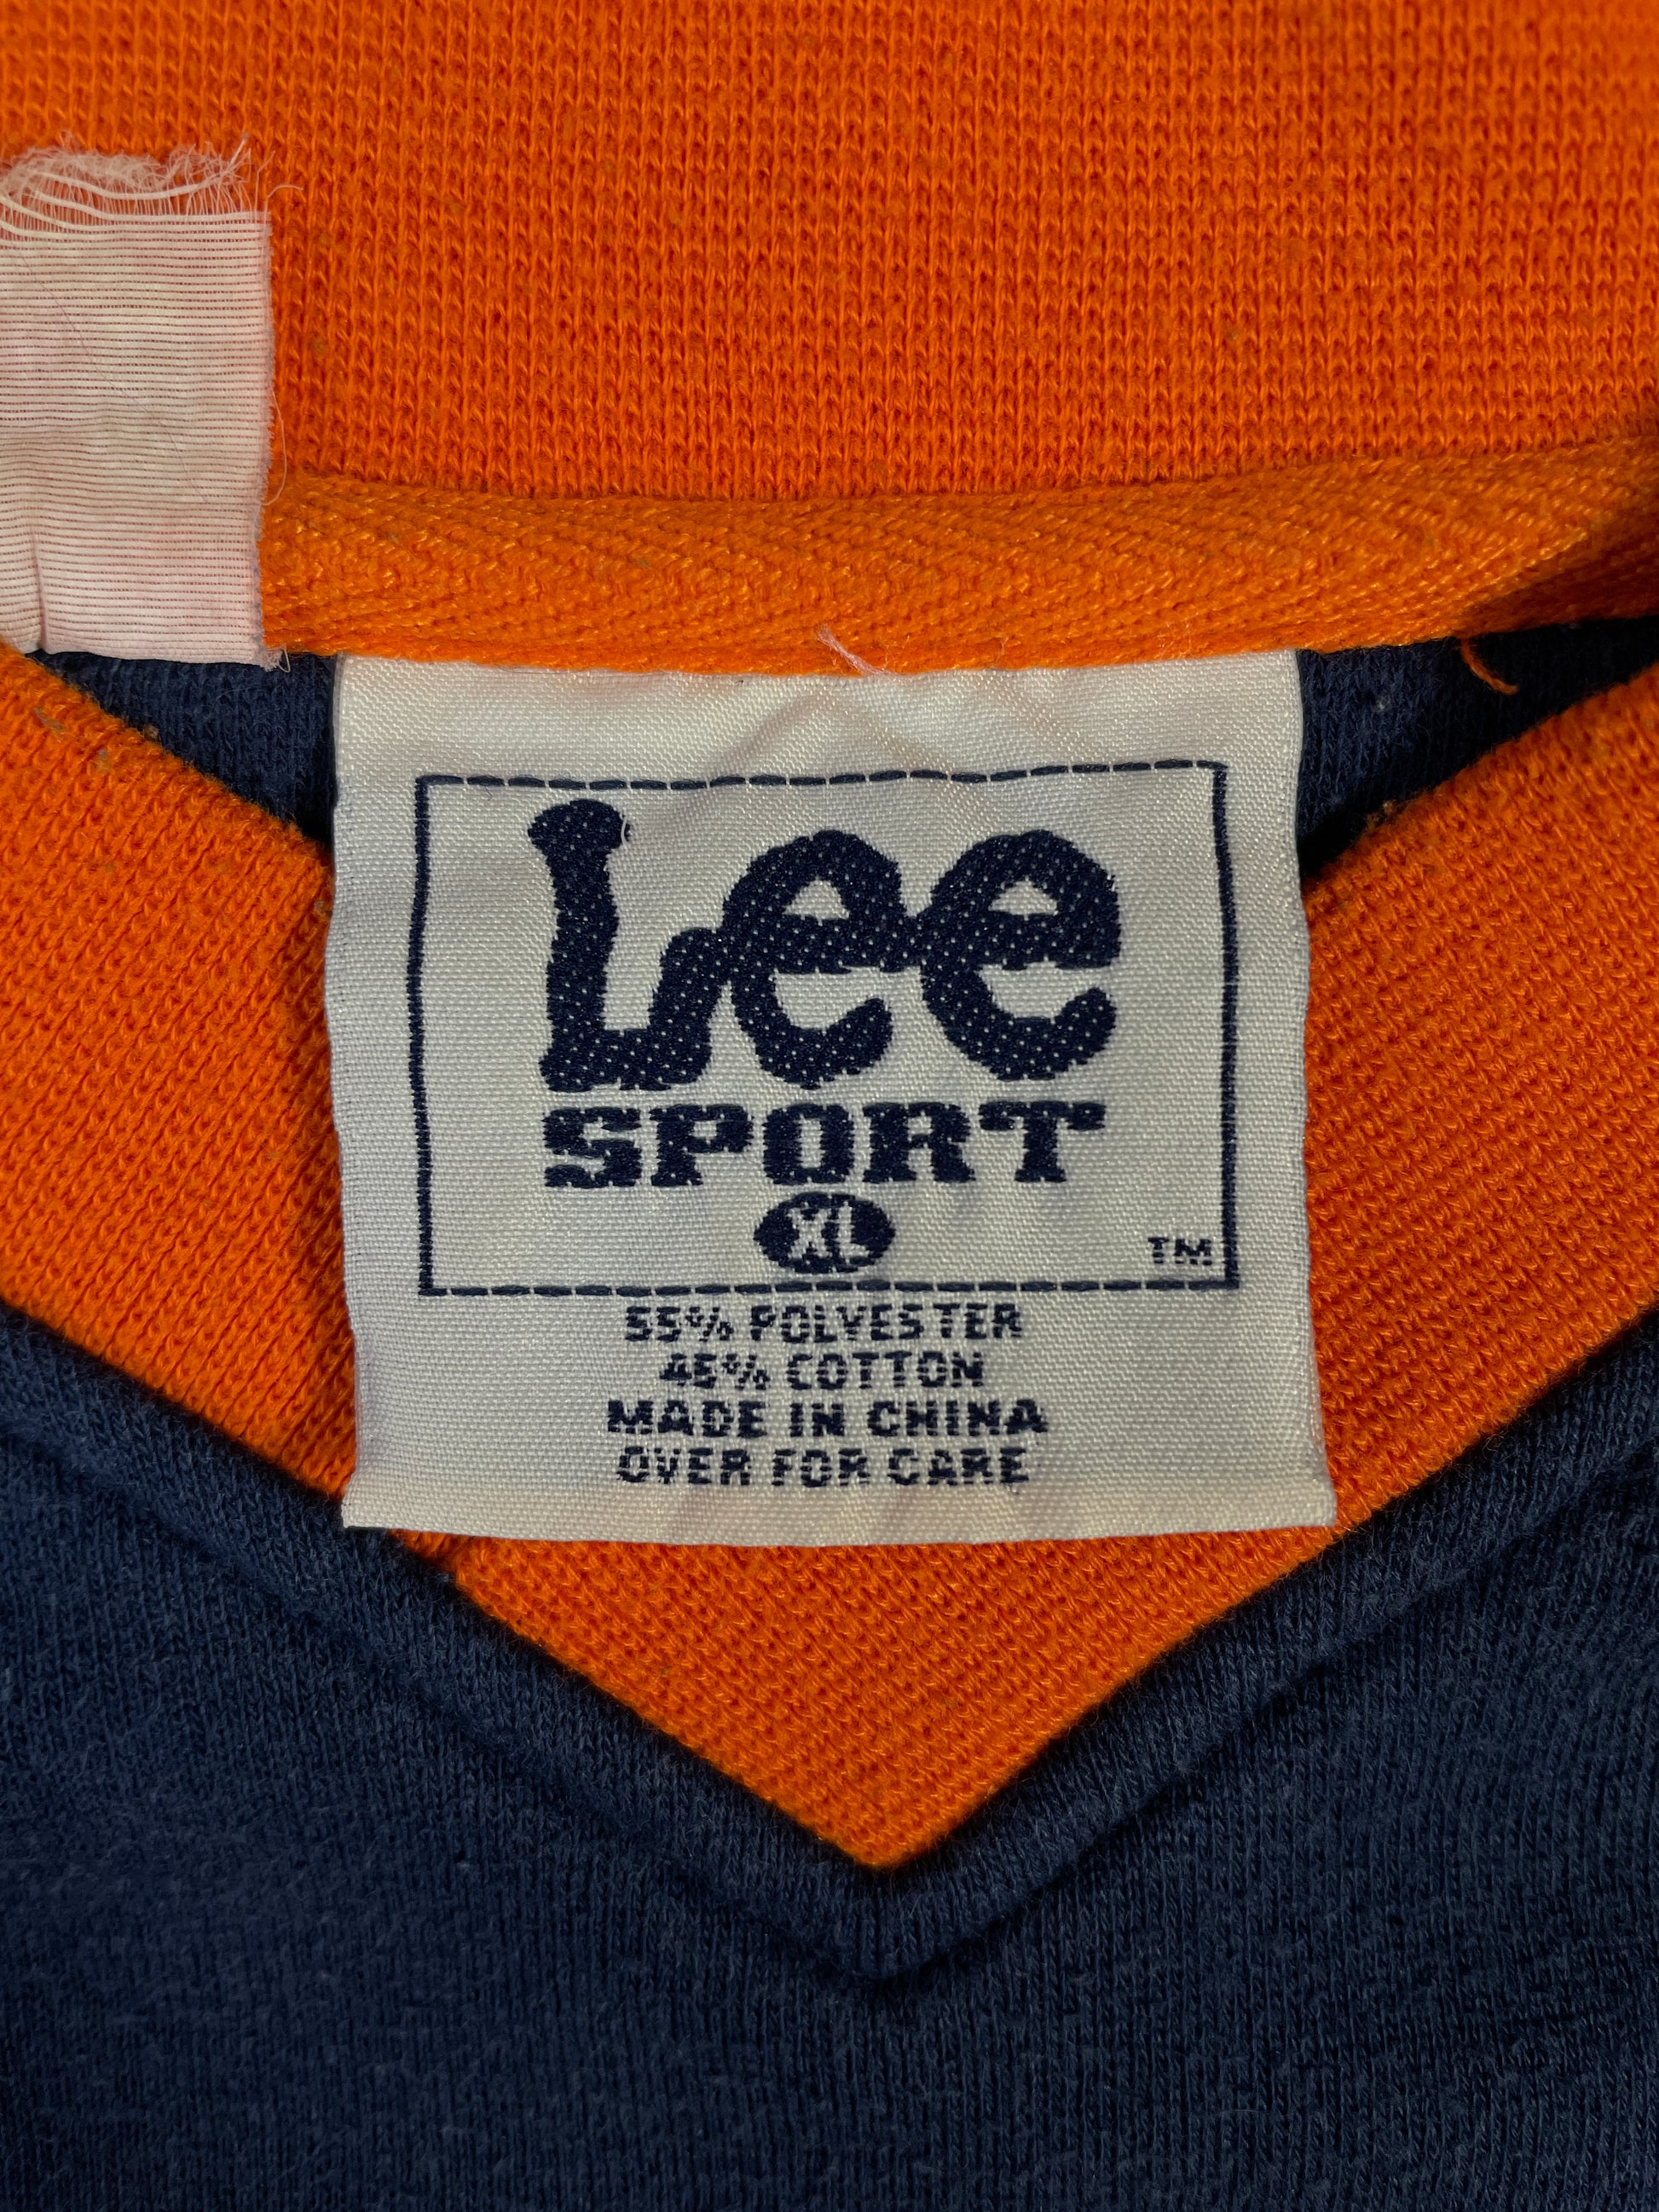 Lee
SPORT
XL
TM
55% POLYESTER
45% COTTON
MADE IN CHINA
OVER FOR CARE